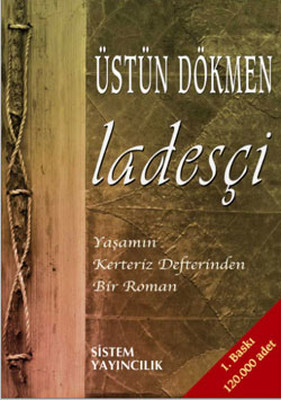 ÜSTÜN DÖKMEN
ladesçi
Yaşamın
Kerteriz Defterinden
Bir Roman
SİSTEM
YAYINCILIK
1. Baskı
120.000 adet